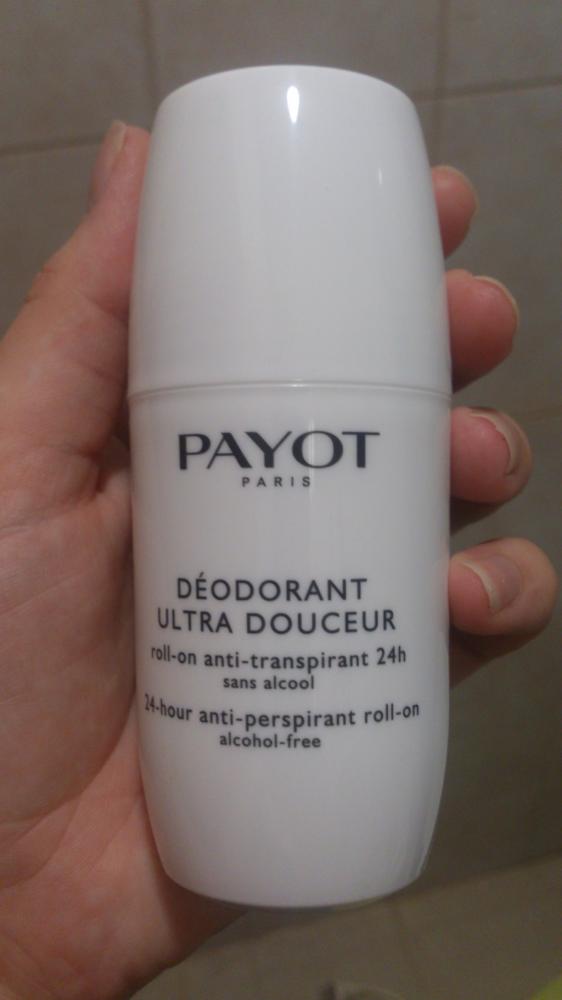 PAYOT
PARIS
DÉODORANT
ULTRA DOUCEUR
roll-on anti-transpirant 24h
sans alcool
24-hour anti-perspirant roll-on
alcohol-free